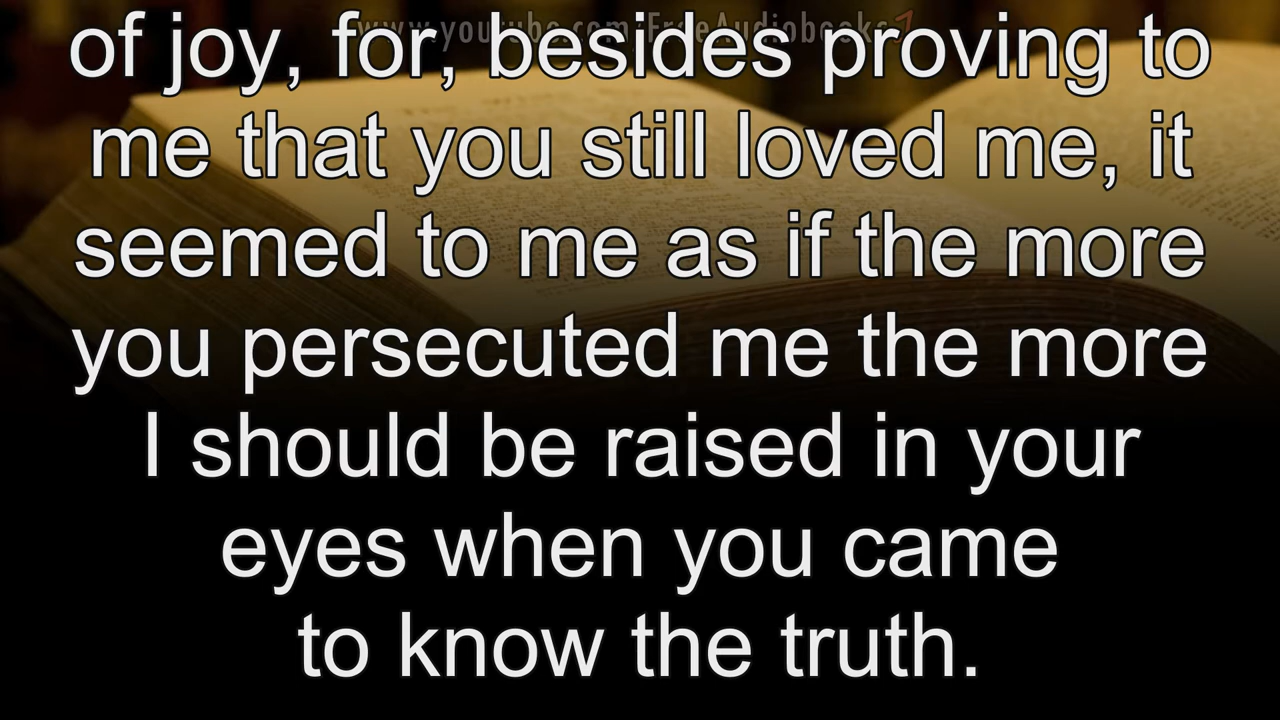 www.youtube.com/FreeAudiobooks
of joy, for, besides proving to
me that you still loved me, it
seemed to me as if the more
you persecuted me the more
I should be raised in your
eyes when you came
to know the truth.